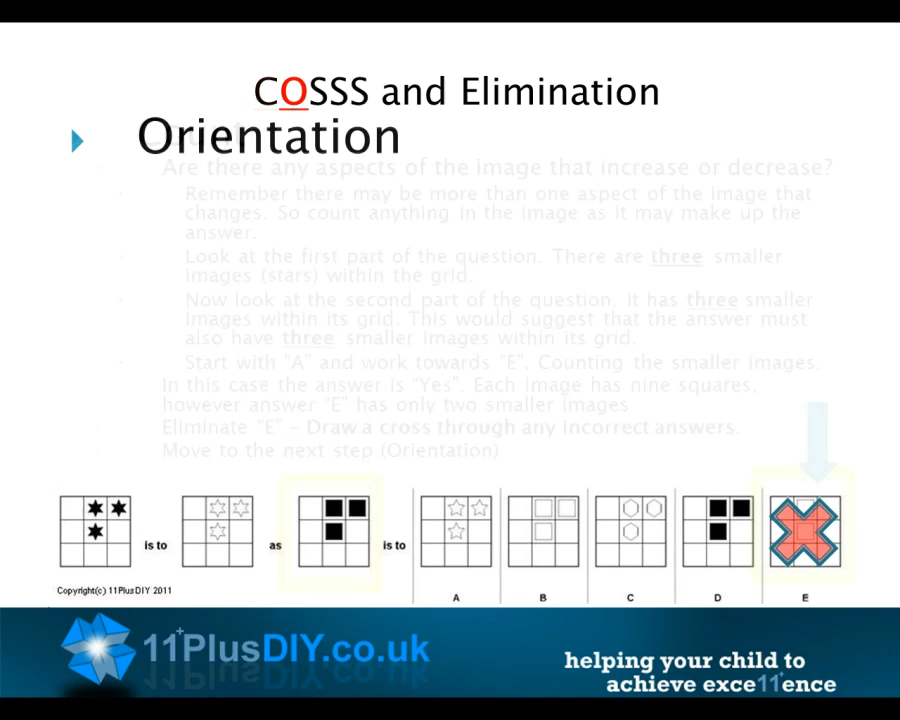 COSSS and Elimination
Orientation
Are there any aspects of the image that increase or decrease?
Remember there may be more than one aspect of the image that
changes. So count anything in the image as it may make up the
answer.
Look at the first part of the question. There are three smaller
images (stars) within the grid.
Now look at the second part of the question. It has three smaller
images within its grid. This would suggest that the answer must
also have three smaller images within its grid.
Start with “A” and work towards “E”. Counting the smaller images.
In this case the answer is “Yes”. Each image has nine squares,
however answer “E” has only two smaller images
Eliminate “E” – Draw a cross through any incorrect answers.
Move to the next step (Orientation)
is to
as
is to
Copyright(c) 11PlusDIY 2011
A
B
C
D
E
11+PlusDIY.co.uk
helping your child to
achieve exce11+ence